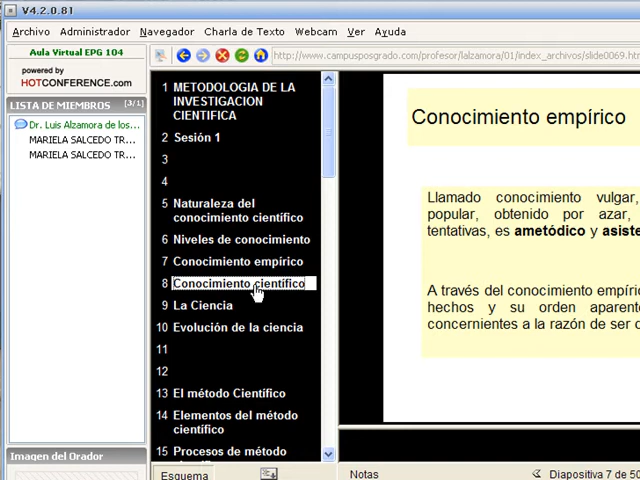 V4.2.0.81
Archivo Administrador Navegador Charla de Texto Webcam Ver Ayuda
Aula Virtual EPG 104
powered by
HOTCONFERENCE.com
LISTA DE MIEMBROS [3/1]
Dr. Luis Alzamora de los...
MARIELA SALCEDO TR...
MARIELA SALCEDO TR...
Imagen del Orador
http://www.campusposgrado.com/profesor/lalzamora/01/index_archivos/slide0069.htm
1 METODOLOGIA DE LA
INVESTIGACION
CIENTIFICA
2 Sesión 1
3
4
5 Naturaleza del
conocimiento científico
6 Niveles de conocimiento
7 Conocimiento empírico
8 Conocimiento científico
9 La Ciencia
10 Evolución de la ciencia
11
12
13 El método Científico
14 Elementos del método
científico
15 Procesos de método
Esquema
Conocimiento empírico
Llamado conocimiento vulgar,
popular, obtenido por azar,
tentativas, es ametódico y asiste
A través del conocimiento empíric
hechos y su orden aparent
concernientes a la razón de ser d
Notas
Diapositiva 7 de 50